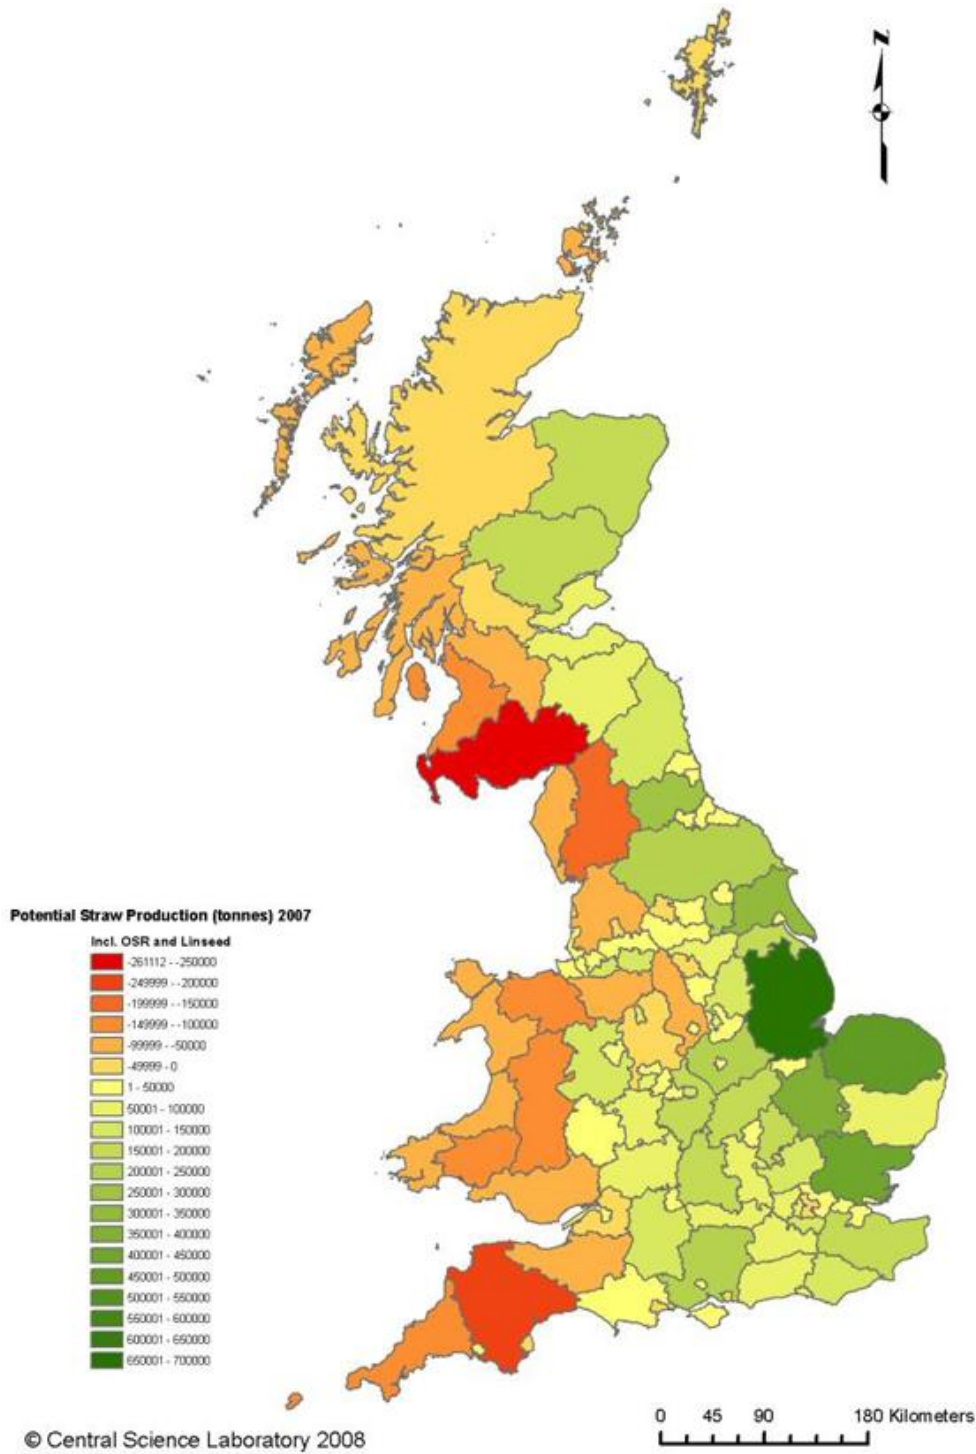 N
Potential Straw Production (tonnes) 2007
Incl. OSR and Linseed
-261112 - -250000
-249999 - -200000
-199999 - -150000
-149999 - -100000
-99999 - -50000
-49999 - 0
1 - 50000
50001 - 100000
100001 - 150000
150001 - 200000
200001 - 250000
250001 - 300000
300001 - 350000
350001 - 400000
400001 - 450000
450001 - 500000
500001 - 550000
550001 - 600000
600001 - 650000
650001 - 700000
0 45 90 180 Kilometers
© Central Science Laboratory 2008